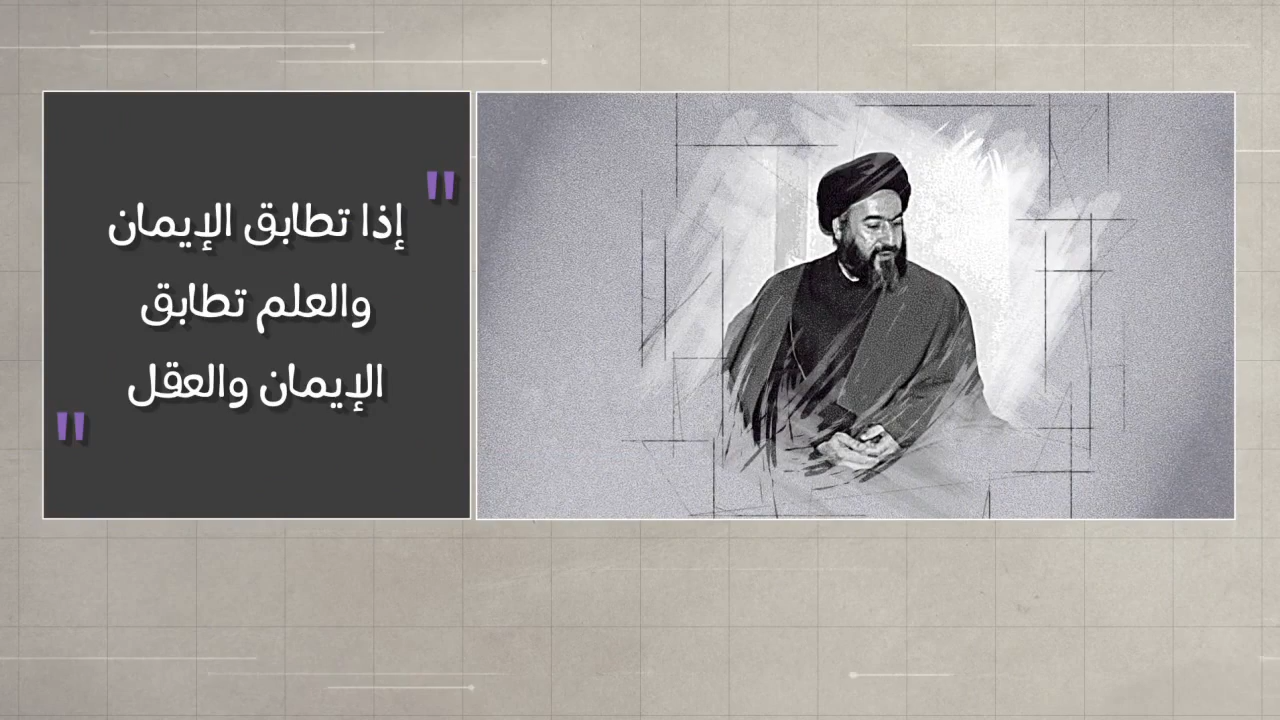 "إذا تطابق الإيمان
والعلم تطابق
الإيمان والعقل"